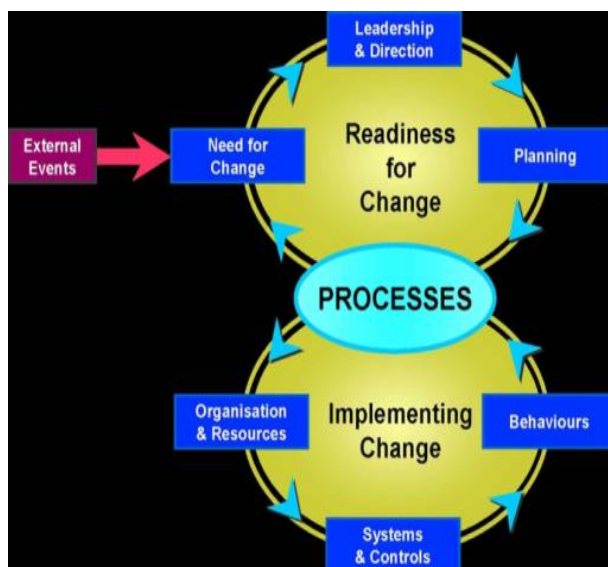 Leadership
& Direction
External
Events
Need for
Change
Readiness
for
Change
Planning
PROCESSES
Organisation
& Resources
Implementing
Change
Behaviours
Systems
& Controls